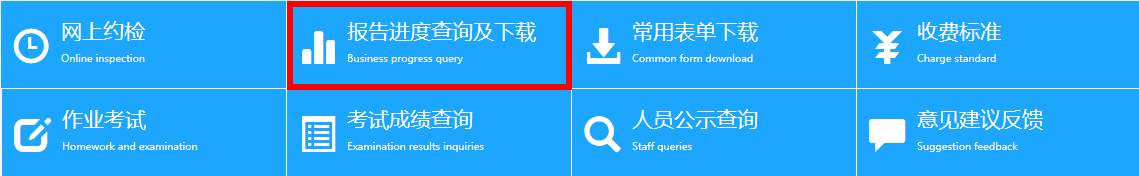 网上约检
Online inspection
报告进度查询及下载
Business progress query
常用表单下载
Common form download
收费标准
Charge standard
作业考试
Homework and examination
考试成绩查询
Examination results inquiries
人员公示查询
Staff queries
意见建议反馈
Suggestion feedback